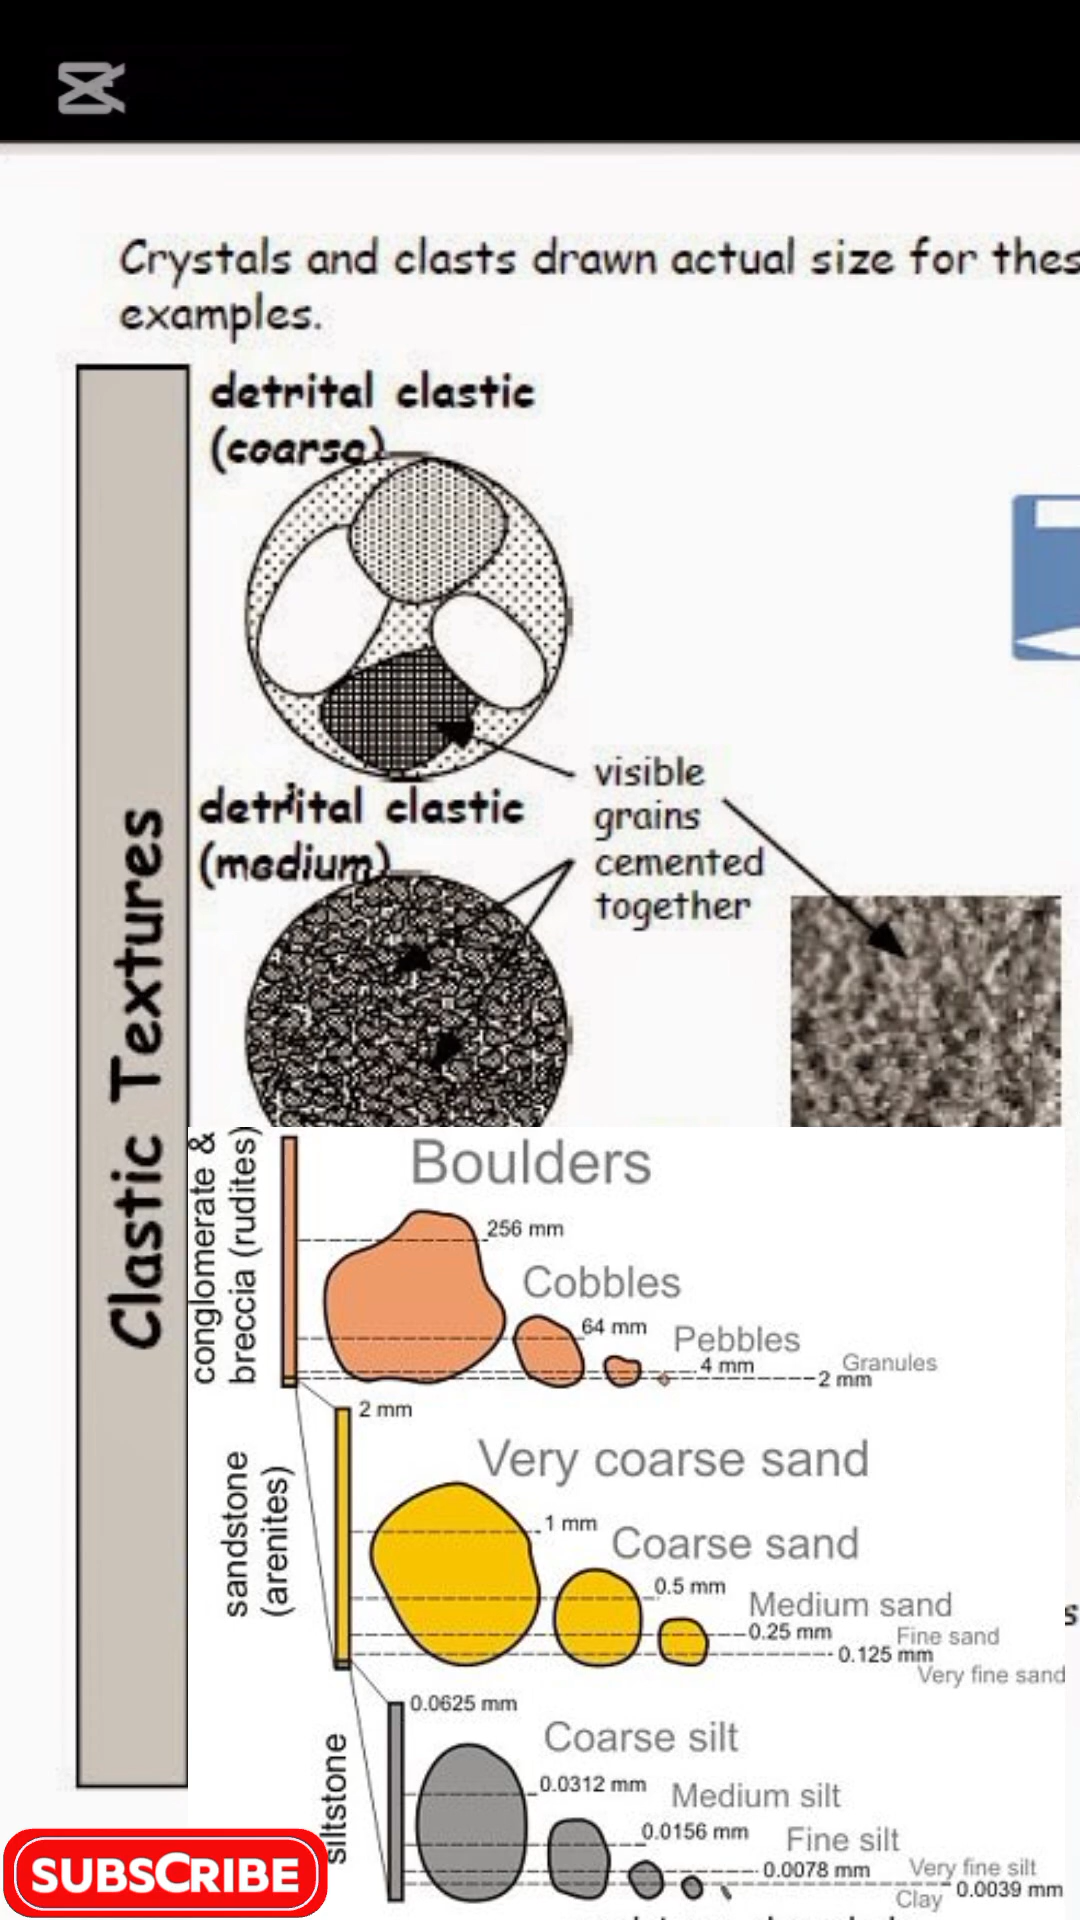 Crystals and clasts drawn actual size for thes
examples.
detrital clastic
(coarse)
visible
grains
cemented
together
detrital clastic
(medium)
Clastic Textures
conglomerate &
breccia (rudites)
Boulders
256 mm
Cobbles
64 mm
Pebbles
4 mm
Granules
2 mm
2 mm
sandstone
(arenites)
Very coarse sand
1 mm
Coarse sand
0.5 mm
Medium sand
0.25 mm
Fine sand
0.125 mm
Very fine sand
0.0625 mm
siltstone
Coarse silt
0.0312 mm
Medium silt
0.0156 mm
Fine silt
0.0078 mm
Very fine silt
0.0039 mm
Clay
SUBSCRIBE